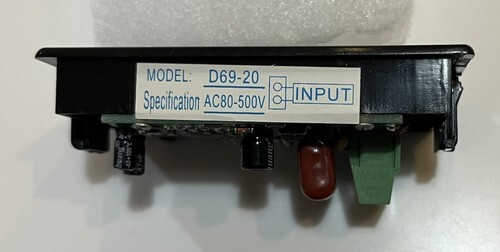 MODEL: D69-20
Specification AC80-500V
INPUT